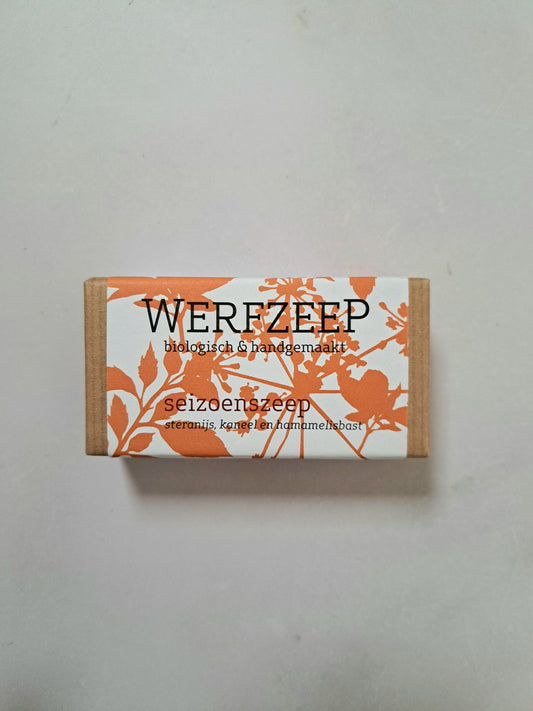 WERFZEEP
biologisch & handgemaakt
seizoenszeep
steranijs, kaneel en hamamelisbast